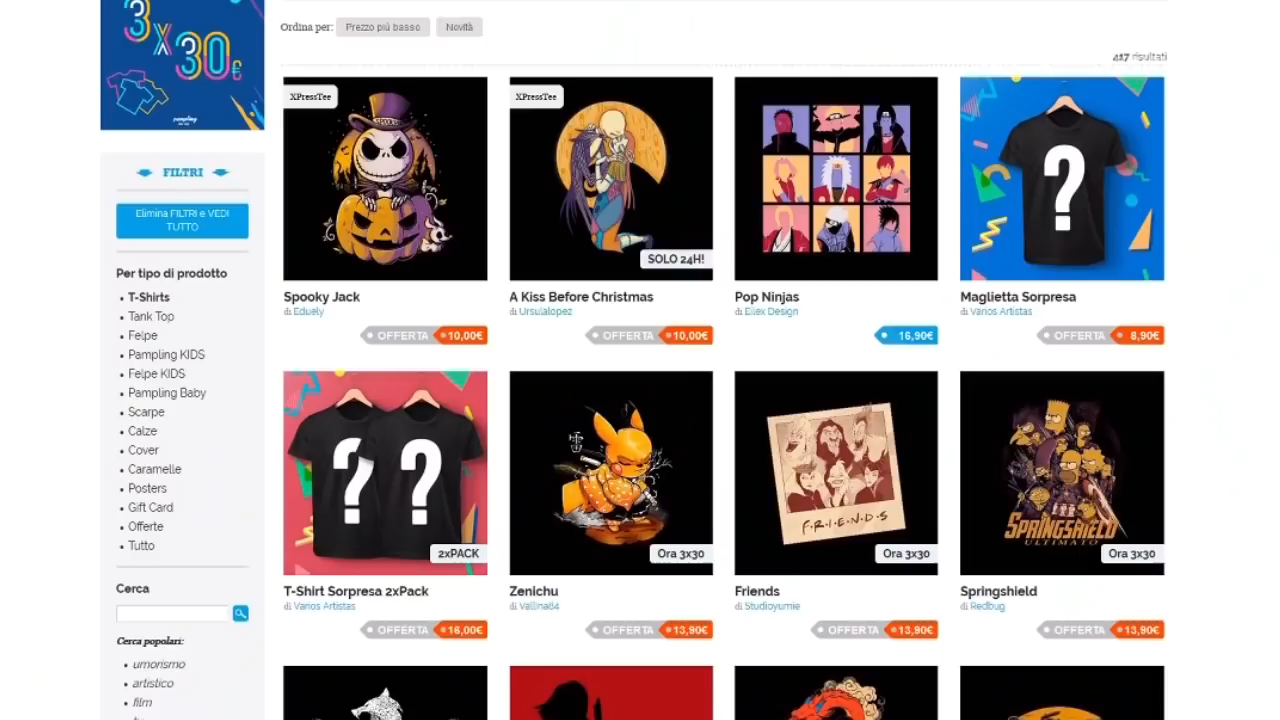 3x30€
pampling
Ordina per: Prezzo più basso Novità
417 risultati
FILTRI
Elimina FILTRI e VEDI
TUTTO
Per tipo di prodotto
T-Shirts
Tank Top
Felpe
Pampling KIDS
Felpe KIDS
Pampling Baby
Scarpe
Calze
Cover
Caramelle
Posters
Gift Card
Offerte
Tutto
Cerca
Cerca popolari:
umorismo
artistico
film
XPressTee
SPOOKY
Spooky Jack
di Eduely
OFFERTA 10,00€
XPressTee
SOLO 24H!
A Kiss Before Christmas
di Ursulalopez
OFFERTA 10,00€
Pop Ninjas
di Eilex Design
16,90€
?
Maglietta Sorpresa
di Varios Artistas
OFFERTA 8,90€
? ?
2xPACK
T-Shirt Sorpresa 2xPack
di Varios Artistas
OFFERTA 16,00€
Ora 3x30
Zenichu
di Vallina84
OFFERTA 13,90€
F·R·I·E·N·D·S
Ora 3x30
Friends
di Studioyumie
OFFERTA 13,90€
SPRINGSHIELD
ULTIMATO
Ora 3x30
Springshield
di Redbug
OFFERTA 13,90€